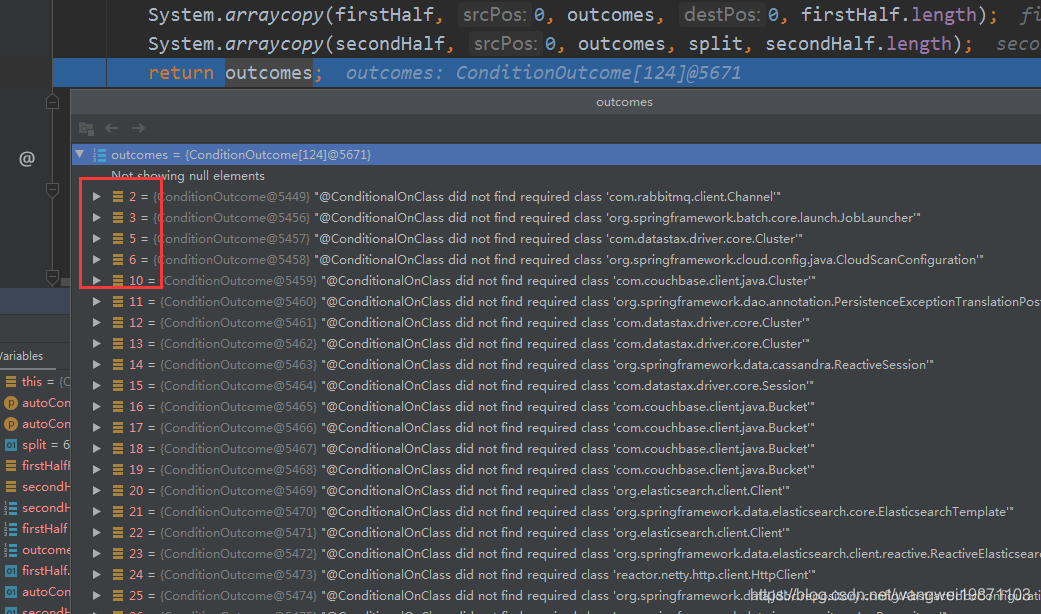 System.arraycopy(firstHalf, srcPos: 0, outcomes, destPos: 0, firstHalf.length);
System.arraycopy(secondHalf, srcPos: 0, outcomes, split, secondHalf.length); seco
return outcomes; outcomes: ConditionOutcome[124]@5671
outcomes
@
outcomes = {ConditionOutcome[124]@5671}
Not showing null elements
2 = {ConditionOutcome@5449} "@ConditionalOnClass did not find required class 'com.rabbitmq.client.Channel'"
3 = {ConditionOutcome@5456} "@ConditionalOnClass did not find required class 'org.springframework.batch.core.launch.JobLauncher'"
5 = {ConditionOutcome@5457} "@ConditionalOnClass did not find required class 'com.datastax.driver.core.Cluster'"
6 = {ConditionOutcome@5458} "@ConditionalOnClass did not find required class 'org.springframework.cloud.config.java.CloudScanConfiguration'"
10 = {ConditionOutcome@5459} "@ConditionalOnClass did not find required class 'com.couchbase.client.java.Cluster'"
11 = {ConditionOutcome@5460} "@ConditionalOnClass did not find required class 'org.springframework.dao.annotation.PersistenceExceptionTranslationPos
12 = {ConditionOutcome@5461} "@ConditionalOnClass did not find required class 'com.datastax.driver.core.Cluster'"
13 = {ConditionOutcome@5462} "@ConditionalOnClass did not find required class 'com.datastax.driver.core.Cluster'"
14 = {ConditionOutcome@5463} "@ConditionalOnClass did not find required class 'org.springframework.data.cassandra.ReactiveSession'"
15 = {ConditionOutcome@5464} "@ConditionalOnClass did not find required class 'com.datastax.driver.core.Session'"
16 = {ConditionOutcome@5465} "@ConditionalOnClass did not find required class 'com.couchbase.client.java.Bucket'"
17 = {ConditionOutcome@5466} "@ConditionalOnClass did not find required class 'com.couchbase.client.java.Bucket'"
18 = {ConditionOutcome@5467} "@ConditionalOnClass did not find required class 'com.couchbase.client.java.Bucket'"
19 = {ConditionOutcome@5468} "@ConditionalOnClass did not find required class 'com.couchbase.client.java.Bucket'"
20 = {ConditionOutcome@5469} "@ConditionalOnClass did not find required class 'org.elasticsearch.client.Client'"
21 = {ConditionOutcome@5470} "@ConditionalOnClass did not find required class 'org.springframework.data.elasticsearch.core.ElasticsearchTemplate'"
22 = {ConditionOutcome@5471} "@ConditionalOnClass did not find required class 'org.elasticsearch.client.Client'"
23 = {ConditionOutcome@5472} "@ConditionalOnClass did not find required class 'org.springframework.data.elasticsearch.client.reactive.ReactiveElasticsear
24 = {ConditionOutcome@5473} "@ConditionalOnClass did not find required class 'reactor.netty.http.client.HttpClient'"
25 = {ConditionOutcome@5474} "@ConditionalOnClass did not find required class 'org.springframework.
https://blog.csdn.net/wangwei19871103
Variables
this = {C
autoCon
autoCon
split = 6
firstHalf
secondH
secondH
firstHalf
outcome
firstHalf.
autoCon
secondH